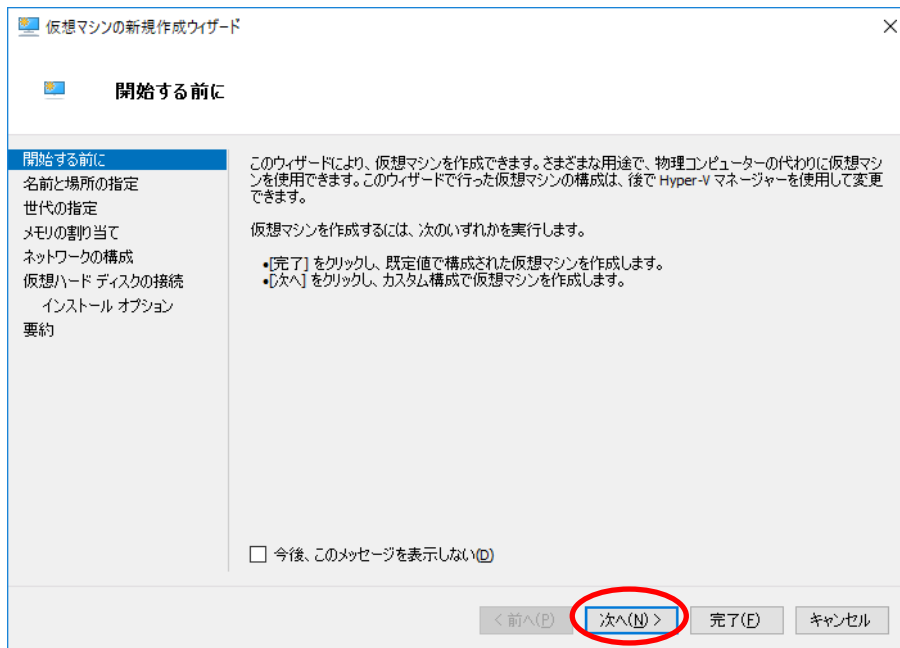 仮想マシンの新規作成ウィザード
開始する前に
開始する前に
名前と場所の指定
世代の指定
メモリの割り当て
ネットワークの構成
仮想ハード ディスクの接続
インストール オプション
要約
このウィザードにより、仮想マシンを作成できます。さまざまな用途で、物理コンピューターの代わりに仮想マシ
ンを使用できます。このウィザードで行った仮想マシンの構成は、後で Hyper-V マネージャーを使用して変更
できます。
仮想マシンを作成するには、次のいずれかを実行します。
•[完了] をクリックし、既定値で構成された仮想マシンを作成します。
•[次へ] をクリックし、カスタム構成で仮想マシンを作成します。
今後、このメッセージを表示しない(D)
< 前へ(P)
次へ(N) >
完了(F)
キャンセル